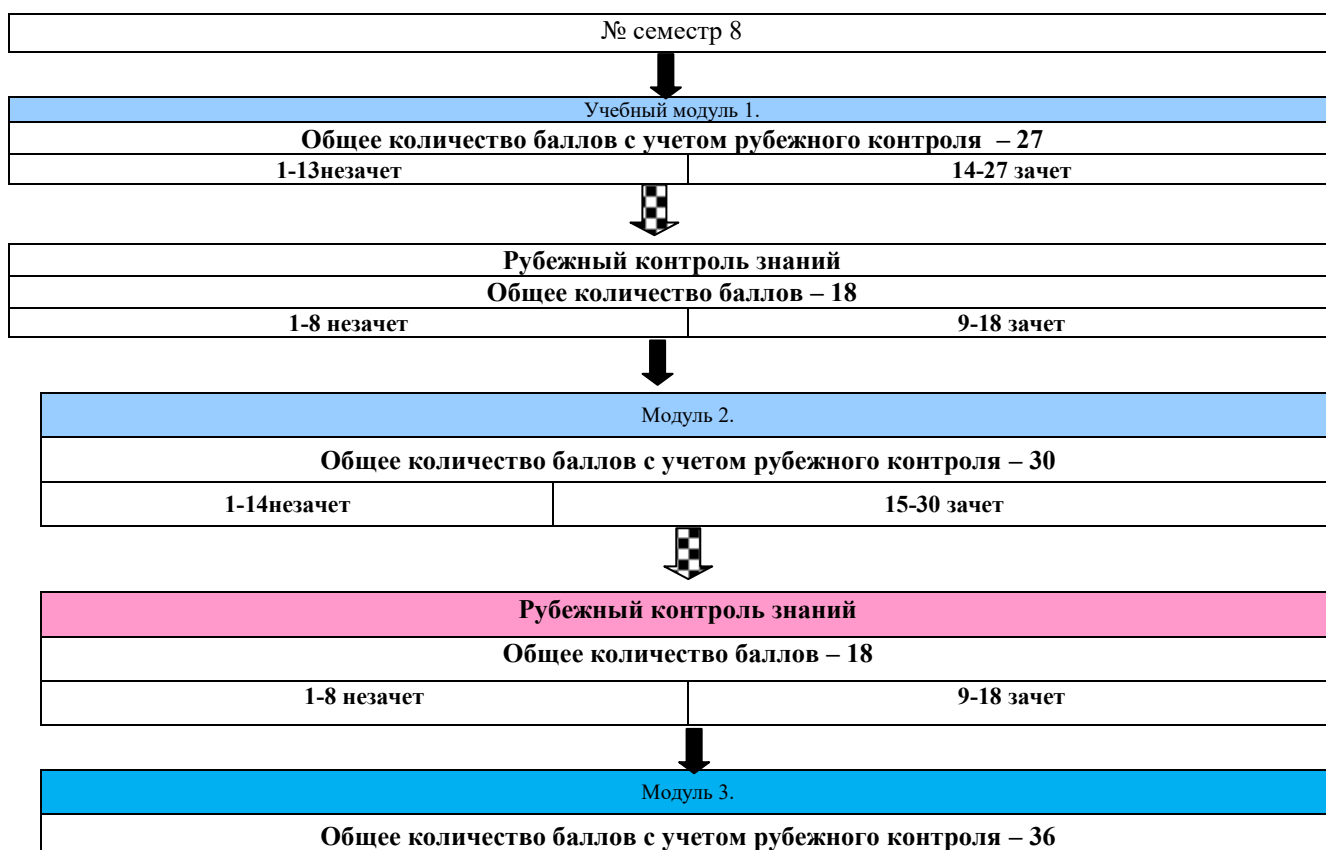 № семестр 8
Учебный модуль 1.
Общее количество баллов с учетом рубежного контроля – 27
1-13незачет 14-27 зачет
Рубежный контроль знаний
Общее количество баллов – 18
1-8 незачет 9-18 зачет
Модуль 2.
Общее количество баллов с учетом рубежного контроля – 30
1-14незачет 15-30 зачет
Рубежный контроль знаний
Общее количество баллов – 18
1-8 незачет 9-18 зачет
Модуль 3.
Общее количество баллов с учетом рубежного контроля – 36